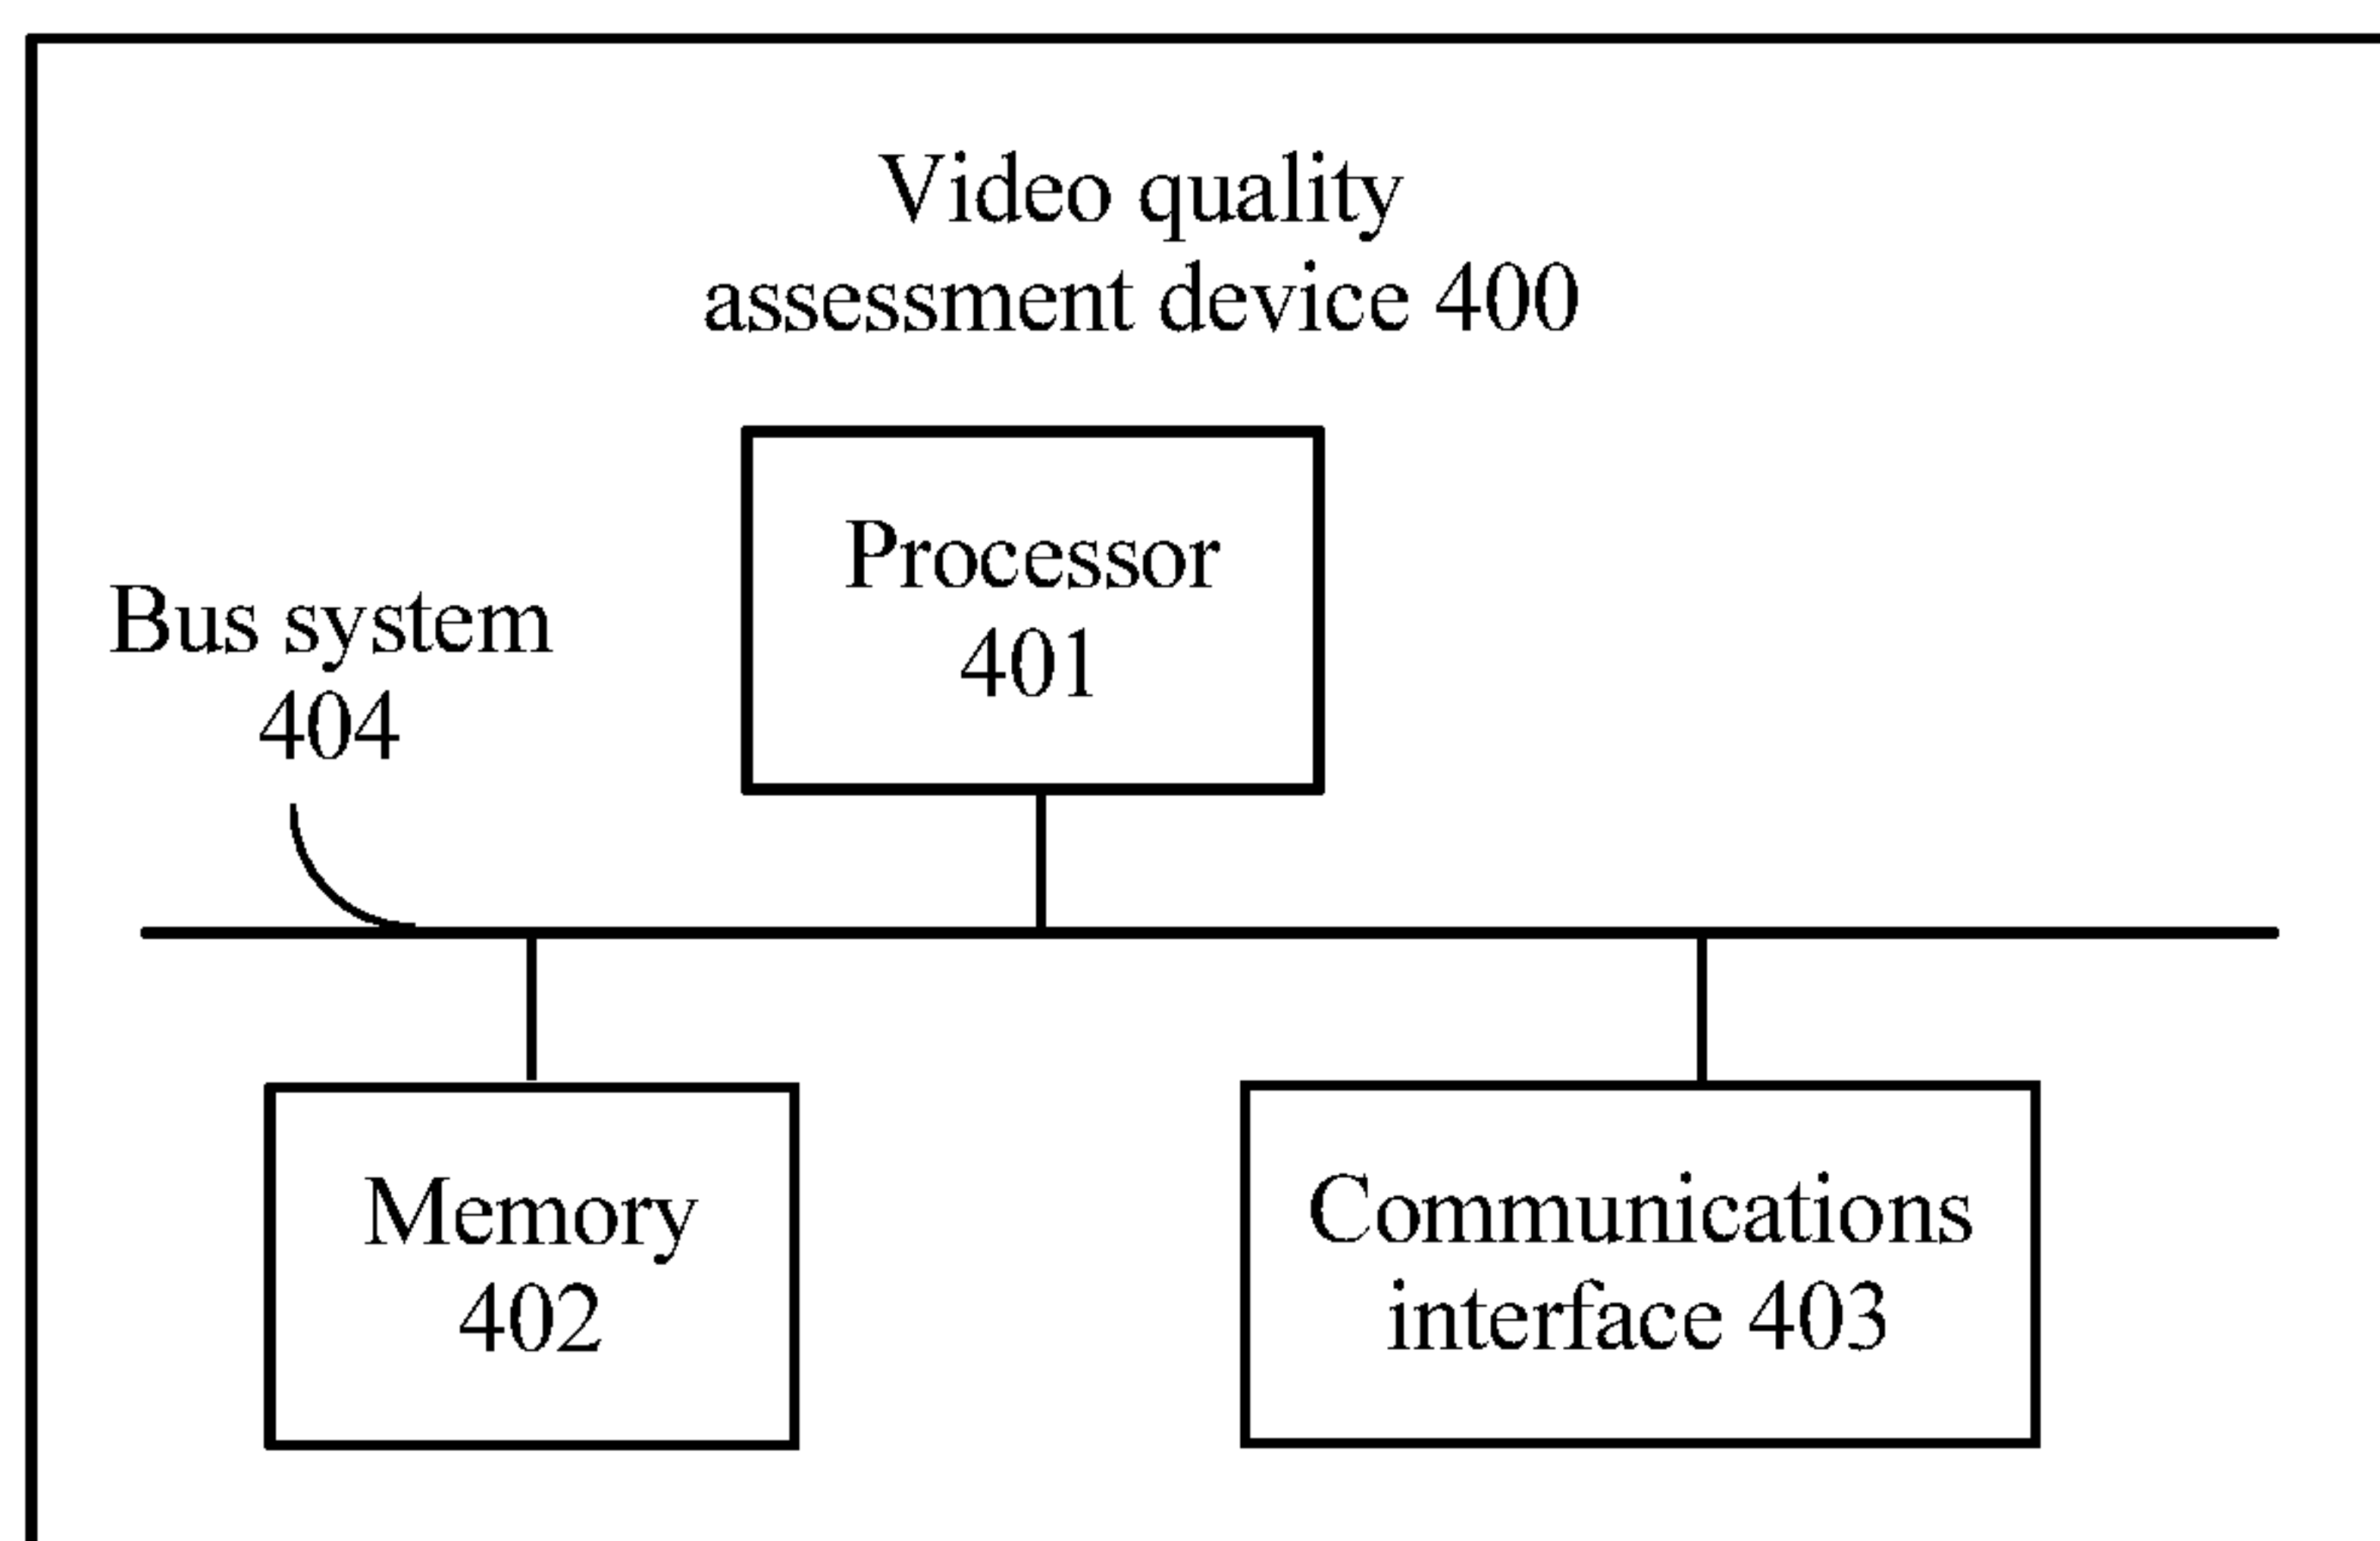 Video quality
assessment device 400
Processor
401
Bus system
404
Memory
402
Communications
interface 403